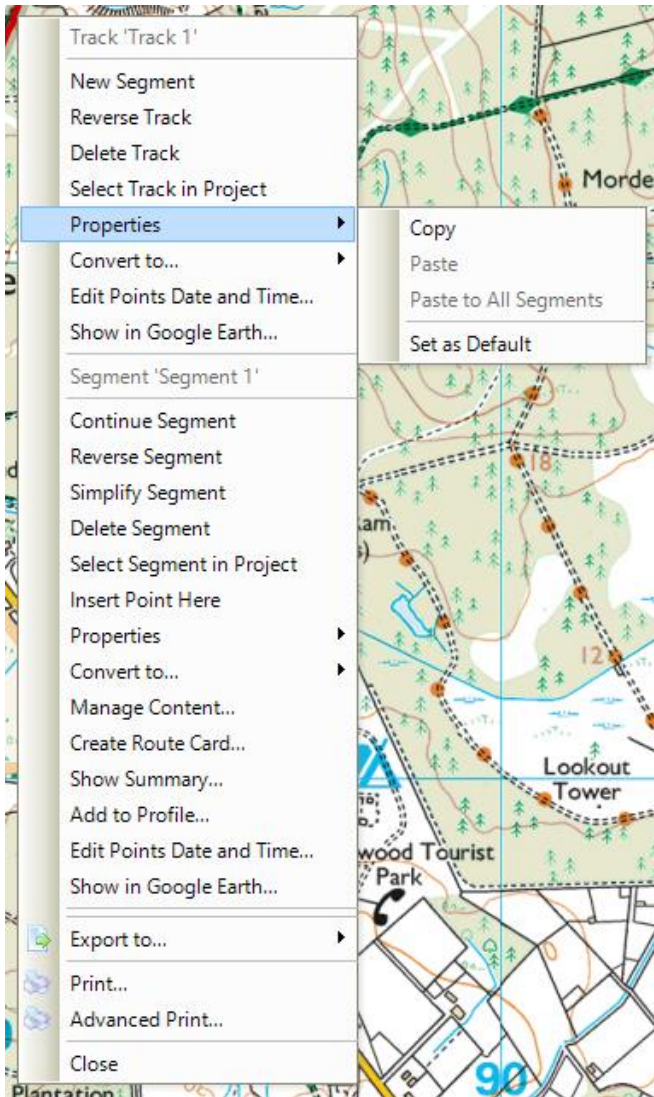 Track 'Track 1'
New Segment
Reverse Track
Delete Track
Select Track in Project
Properties
Convert to...
Edit Points Date and Time...
Show in Google Earth...
Segment 'Segment 1'
Continue Segment
Reverse Segment
Simplify Segment
Delete Segment
Select Segment in Project
Insert Point Here
Properties
Convert to...
Manage Content...
Create Route Card...
Show Summary...
Add to Profile...
Edit Points Date and Time...
Show in Google Earth...
Export to...
Print...
Advanced Print...
Close
Copy
Paste
Paste to All Segments
Set as Default
Morde
18
am
s)
12
Lookout
Tower
wood Tourist
Park
90
Plantation